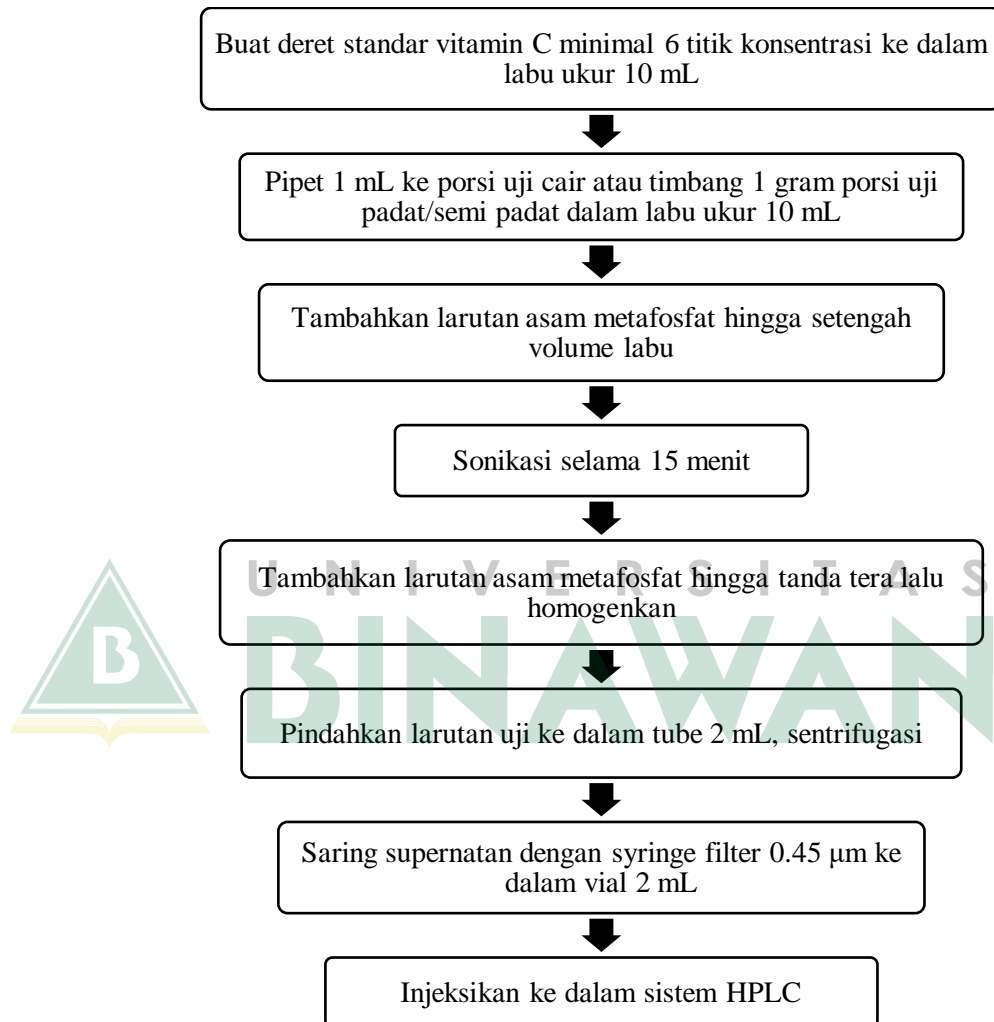 Buat deret standar vitamin C minimal 6 titik konsentrasi ke dalam
labu ukur 10 mL
Pipet 1 mL ke porsi uji cair atau timbang 1 gram porsi uji
padat/semi padat dalam labu ukur 10 mL
Tambahkan larutan asam metafosfat hingga setengah
volume labu
Sonikasi selama 15 menit
UNIVERSITAS
Tambahkan larutan asam metafosfat hingga tanda tera lalu
homogenkan
B
BINAWAN
Pindahkan larutan uji ke dalam tube 2 mL, sentrifugasi
Saring supernatan dengan syringe filter 0.45 μm ke
dalam vial 2 mL
Injeksikan ke dalam sistem HPLC